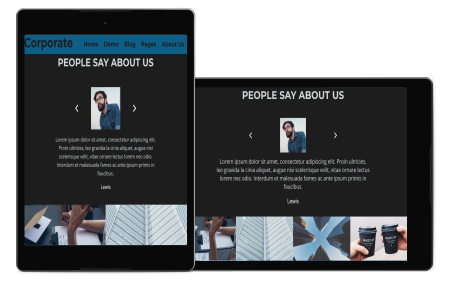 Corporate Home Demo Blog Pages About Us
PEOPLE SAY ABOUT US
Lorem ipsum dolor sit amet, consectetur adipiscing elit.
Proin ultricies, leo gravida la cinia aliquet, augue nisi
scelerisque velit, vitae ornare lectus lorem nec odio.
Interdum et malesuada fames ac ante ipsum primis in
faucibus.
Lewis
PEOPLE SAY ABOUT US
Lorem ipsum dolor sit amet, consectetur adipiscing elit. Proin ultricies,
leo gravida la cinia aliquet, augue nisi scelerisque velit, vitae ornare lectus
lorem nec odio. Interdum et malesuada fames ac ante ipsum primis in
faucibus.
Lewis